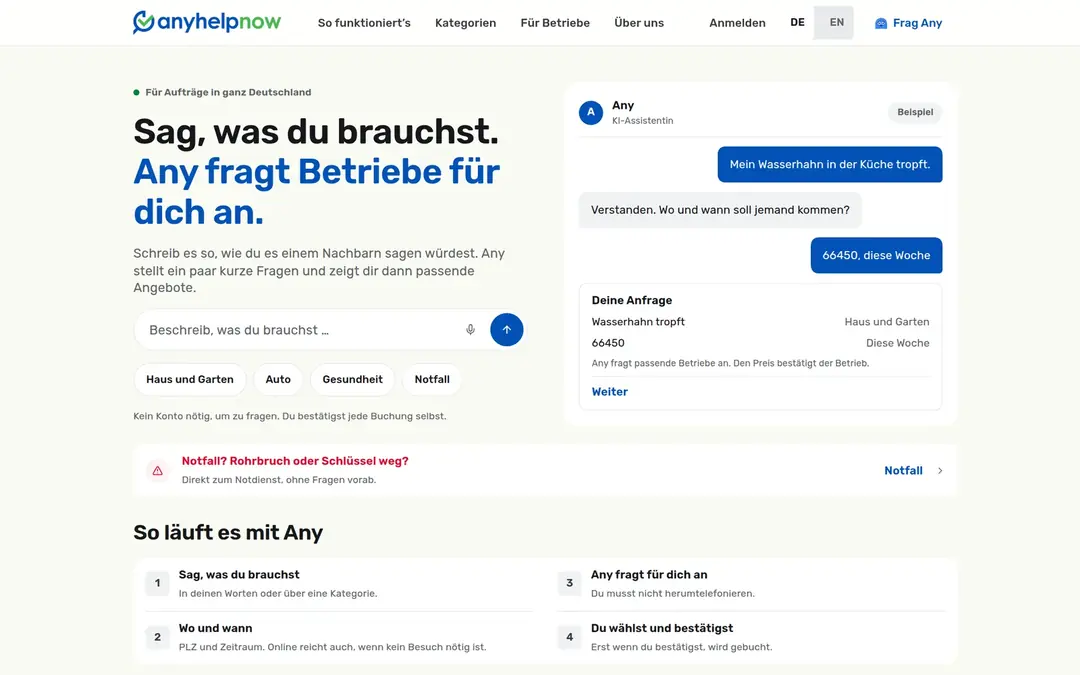 anyhelpnow
So funktioniert's
Kategorien
Für Betriebe
Über uns
Anmelden
DE
EN
Frag Any
Für Aufträge in ganz Deutschland
Sag, was du brauchst.
Any fragt Betriebe für
dich an.
Schreib es so, wie du es einem Nachbarn sagen würdest. Any
stellt ein paar kurze Fragen und zeigt dir dann passende
Angebote.
Beschreib, was du brauchst …
Haus und Garten
Auto
Gesundheit
Notfall
Kein Konto nötig, um zu fragen. Du bestätigst jede Buchung selbst.
A
Any
KI-Assistentin
Beispiel
Mein Wasserhahn in der Küche tropft.
Verstanden. Wo und wann soll jemand kommen?
66450, diese Woche
Deine Anfrage
Wasserhahn tropft
Haus und Garten
66450
Diese Woche
Any fragt passende Betriebe an. Den Preis bestätigt der Betrieb.
Weiter
Notfall? Rohrbruch oder Schlüssel weg?
Direkt zum Notdienst, ohne Fragen vorab.
Notfall
So läuft es mit Any
1
Sag, was du brauchst
In deinen Worten oder über eine Kategorie.
2
Wo und wann
PLZ und Zeitraum. Online reicht auch, wenn kein Besuch nötig ist.
3
Any fragt für dich an
Du musst nicht herumtelefonieren.
4
Du wählst und bestätigst
Erst wenn du bestätigst, wird gebucht.